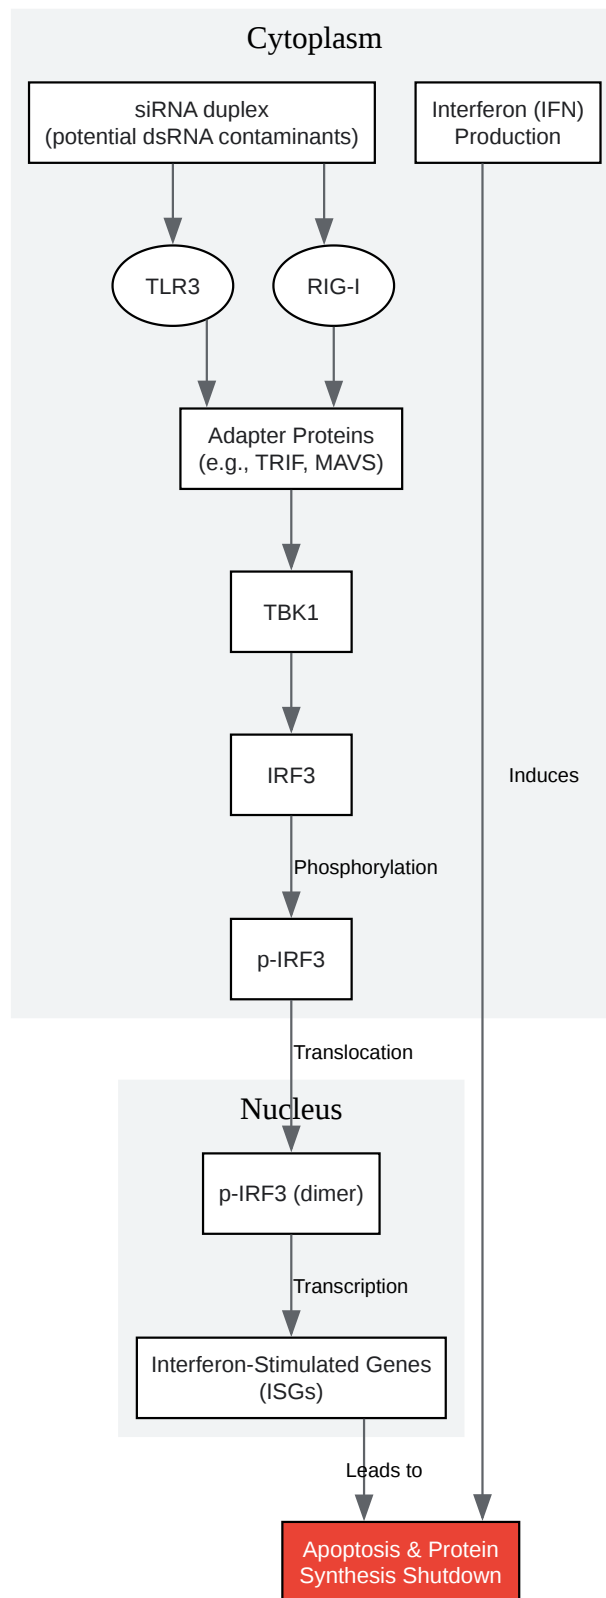 Cytoplasm
siRNA duplex
(potential dsRNA contaminants)
Interferon (IFN)
Production
TLR3
RIG-I
Adapter Proteins
(e.g., TRIF, MAVS)
TBK1
IRF3
Induces
Phosphorylation
p-IRF3
Translocation
Nucleus
p-IRF3 (dimer)
Transcription
Interferon-Stimulated Genes
(ISGs)
Leads to
Apoptosis & Protein
Synthesis Shutdown